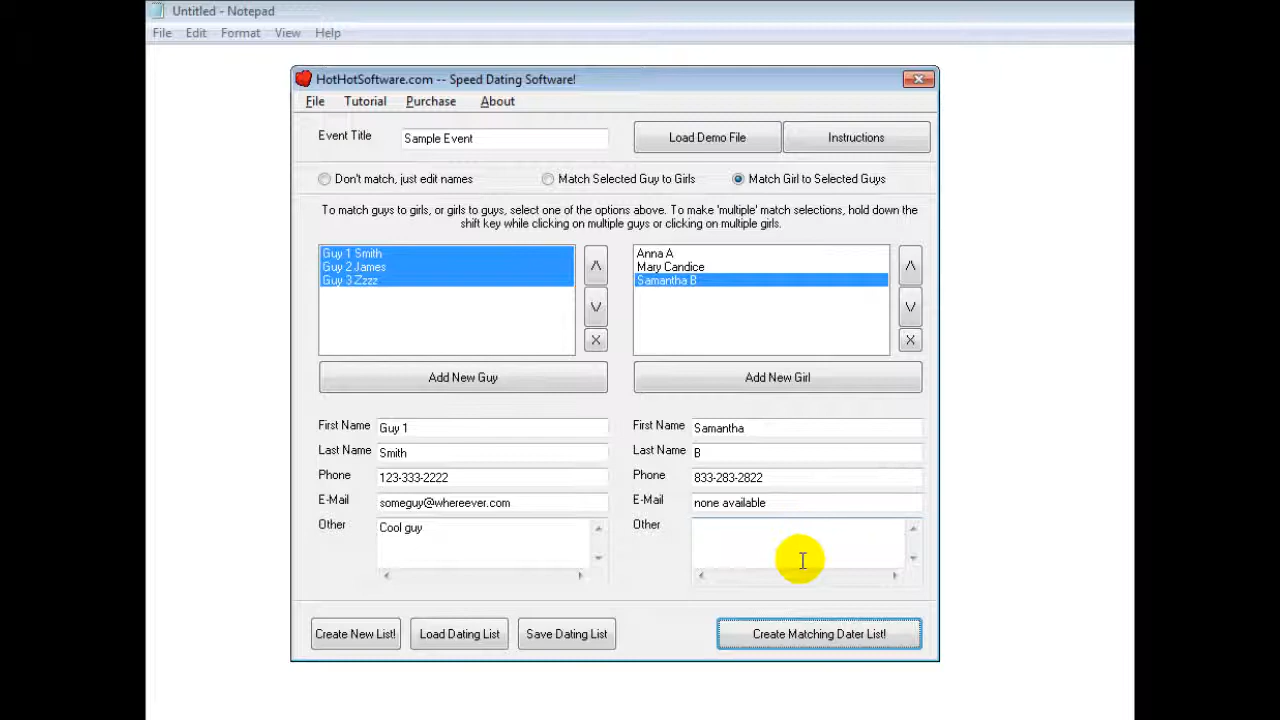 Untitled - Notepad
File Edit Format View Help
HotHotSoftware.com -- Speed Dating Software!
File Tutorial Purchase About
Event Title Sample Event Load Demo File Instructions
Don't match, just edit names Match Selected Guy to Girls Match Girl to Selected Guys
To match guys to girls, or girls to guys, select one of the options above. To make 'multiple' match selections, hold down the
shift key while clicking on multiple guys or clicking on multiple girls.
Guy 1 Smith
Guy 2 James
Guy 3 Zzzz
/\
\/
X
Anna A
Mary Candice
Samantha B
/\
\/
X
Add New Guy Add New Girl
First Name Guy 1
Last Name Smith
Phone 123-333-2222
E-Mail someguy@whereever.com
Other Cool guy
First Name Samantha
Last Name B
Phone 833-283-2822
E-Mail none available
Other
Create New List! Load Dating List Save Dating List Create Matching Dater List!